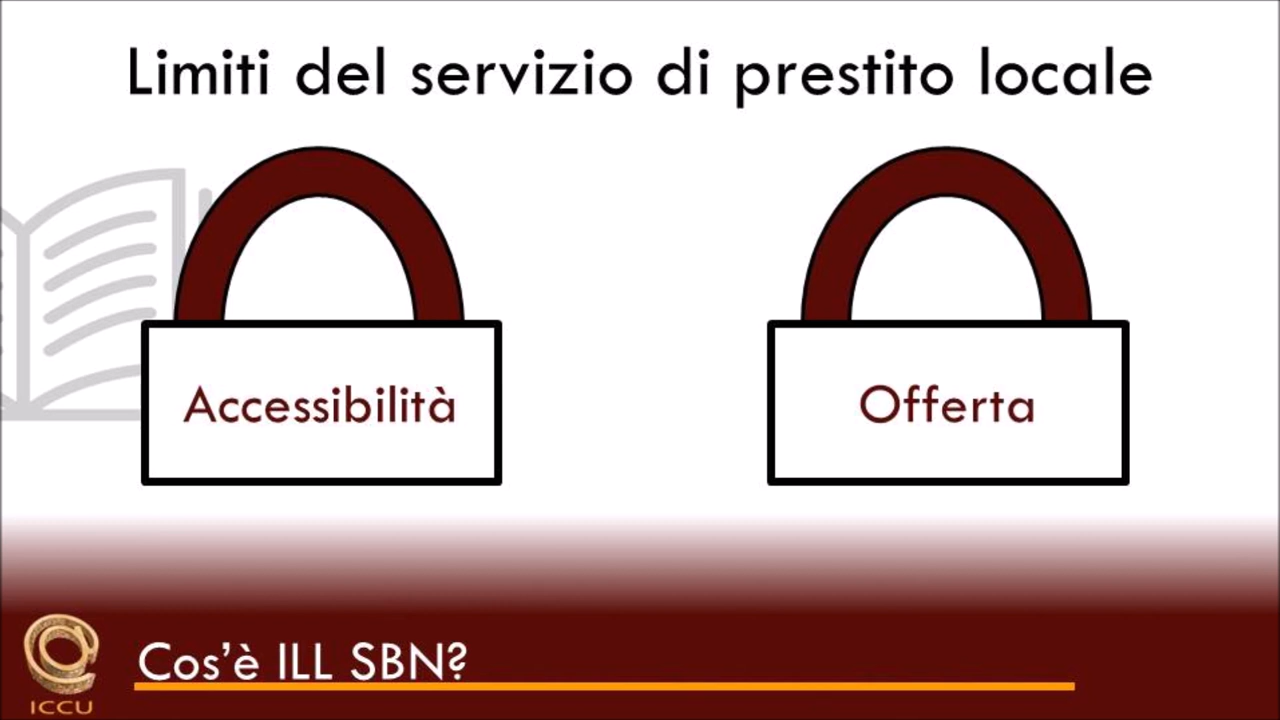 Limiti del servizio di prestito locale
Accessibilità
Offerta
Cos'è ILL SBN?
ICCU